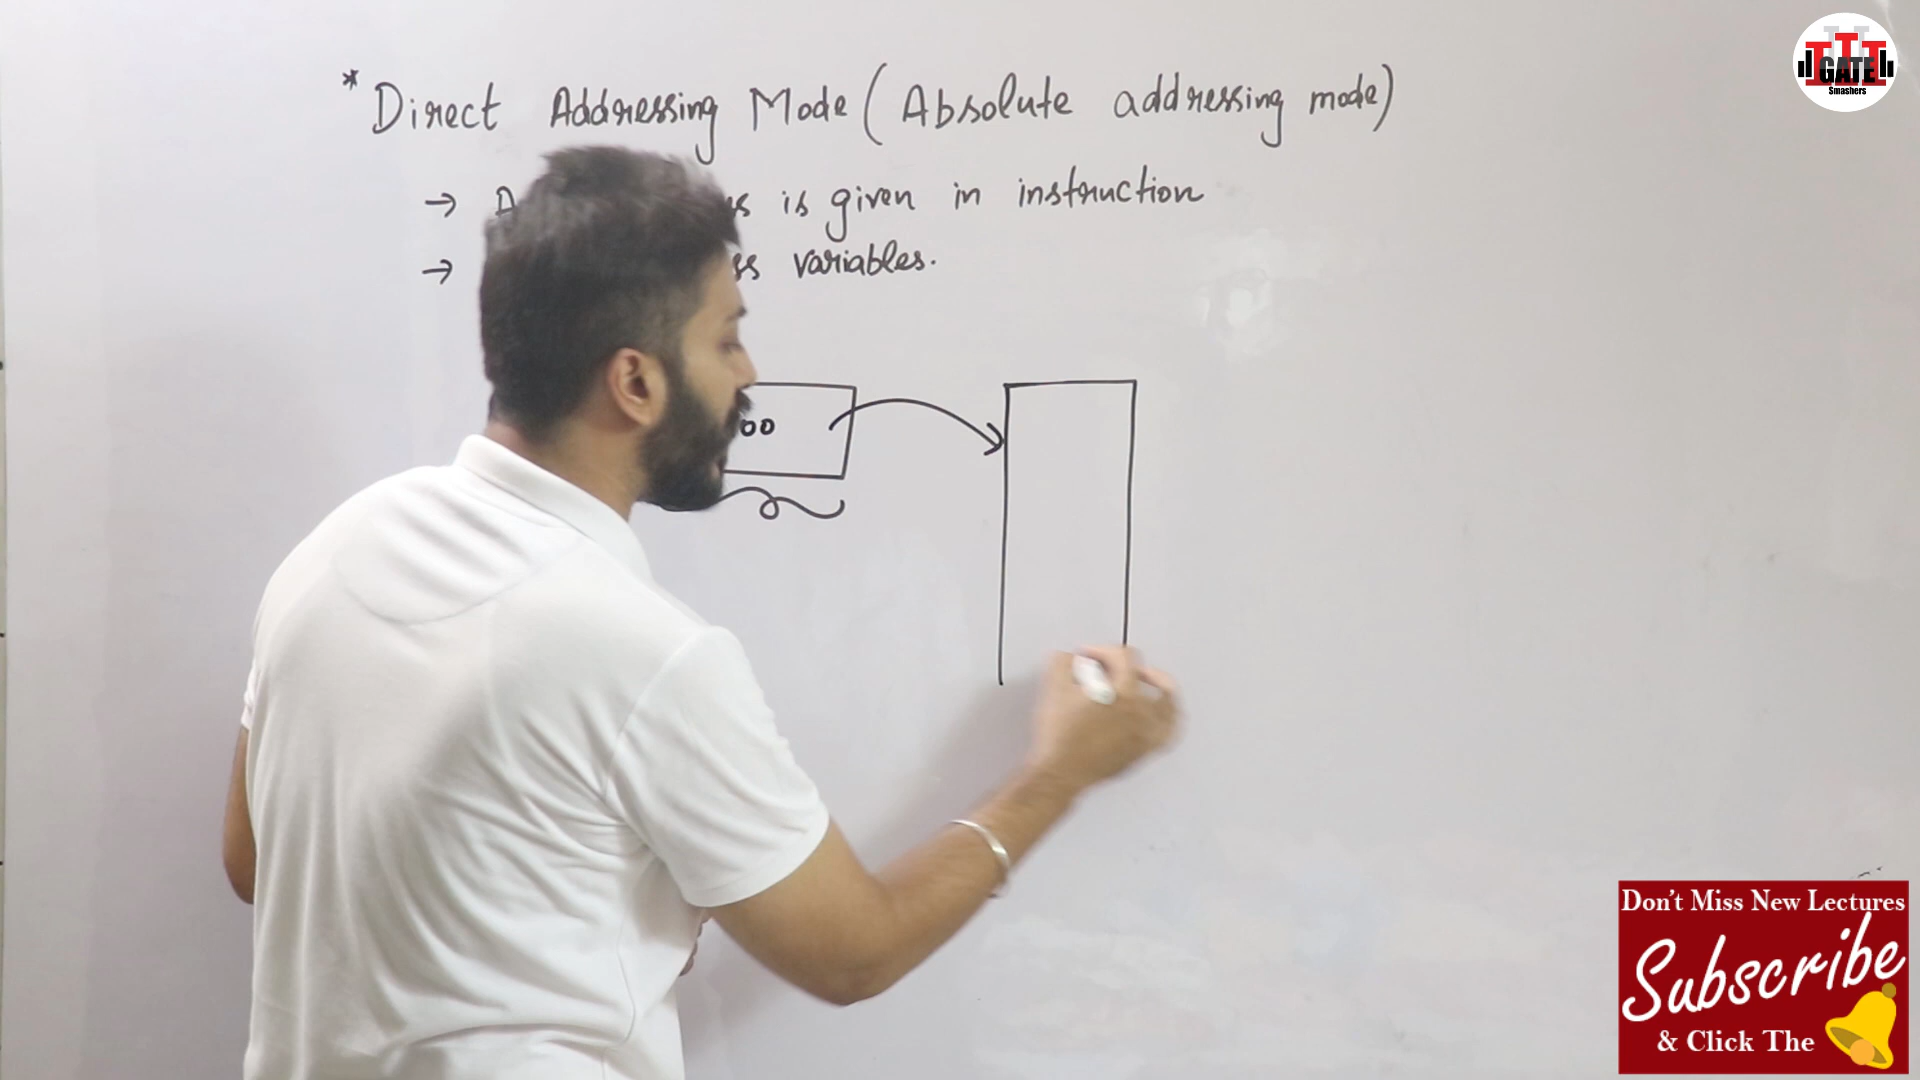 * Direct Addressing Mode (Absolute addressing mode)
→ is given in instruction
→ variables.
00
GATE
Smashers
Don't Miss New Lectures
Subscribe
& Click The